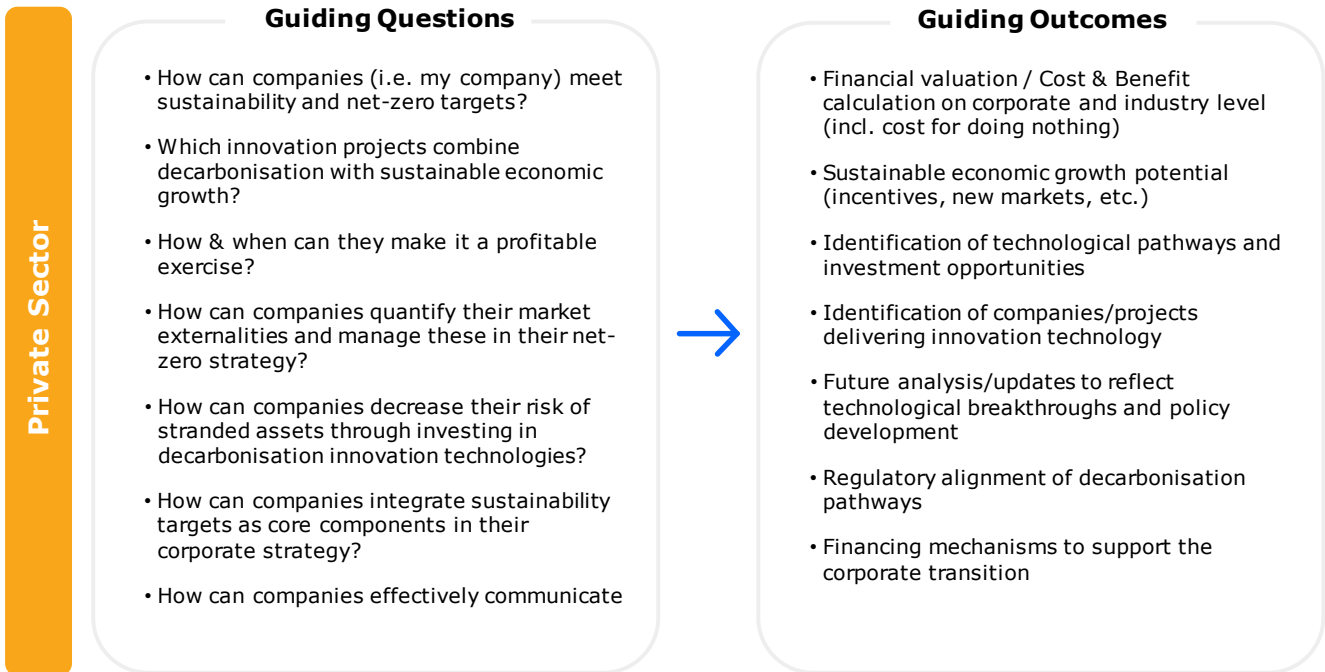 Private Sector
Guiding Questions
• How can companies (i.e. my company) meet
sustainability and net-zero targets?
• Which innovation projects combine
decarbonisation with sustainable economic
growth?
• How & when can they make it a profitable
exercise?
• How can companies quantify their market
externalities and manage these in their net-
zero strategy?
• How can companies decrease their risk of
stranded assets through investing in
decarbonisation innovation technologies?
• How can companies integrate sustainability
targets as core components in their
corporate strategy?
• How can companies effectively communicate
Guiding Outcomes
• Financial valuation / Cost & Benefit
calculation on corporate and industry level
(incl. cost for doing nothing)
• Sustainable economic growth potential
(incentives, new markets, etc.)
• Identification of technological pathways and
investment opportunities
• Identification of companies/projects
delivering innovation technology
• Future analysis/updates to reflect
technological breakthroughs and policy
development
• Regulatory alignment of decarbonisation
pathways
• Financing mechanisms to support the
corporate transition